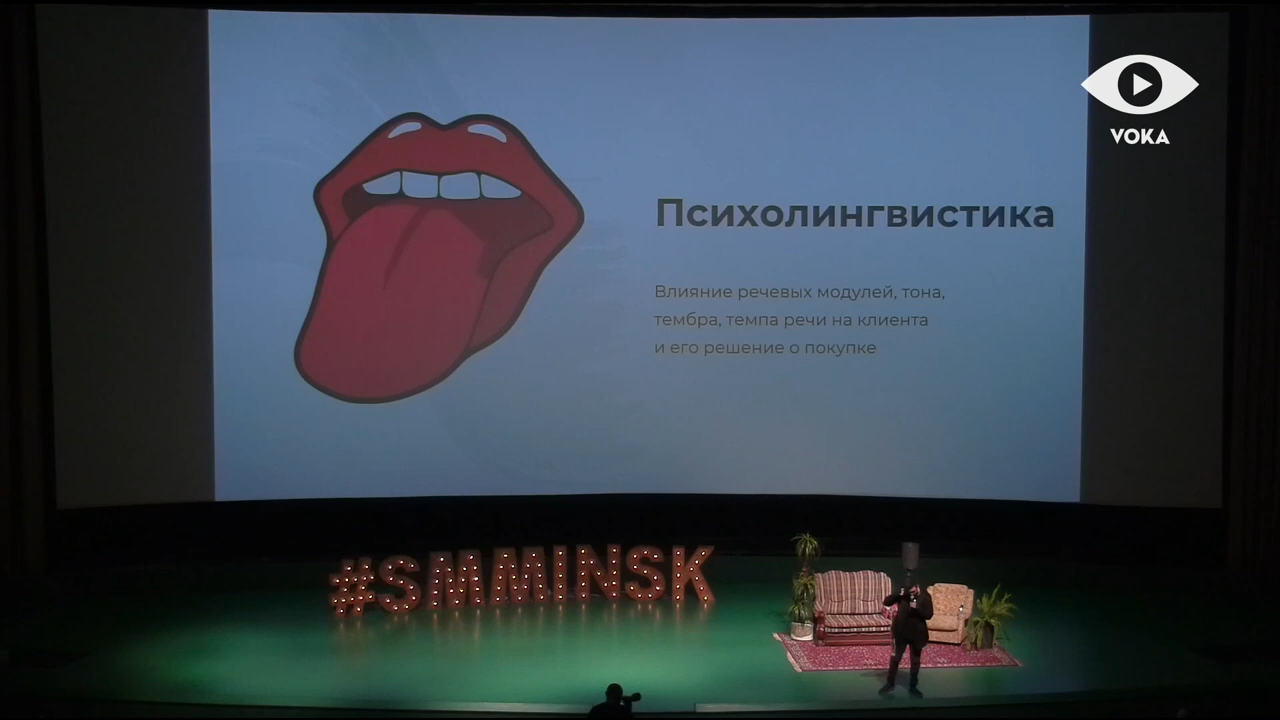 VOKA
Психолингвистика
Влияние речевых модулей, тона,
тембра, темпа речи на клиента
и его решение о покупке
#SMMINSK